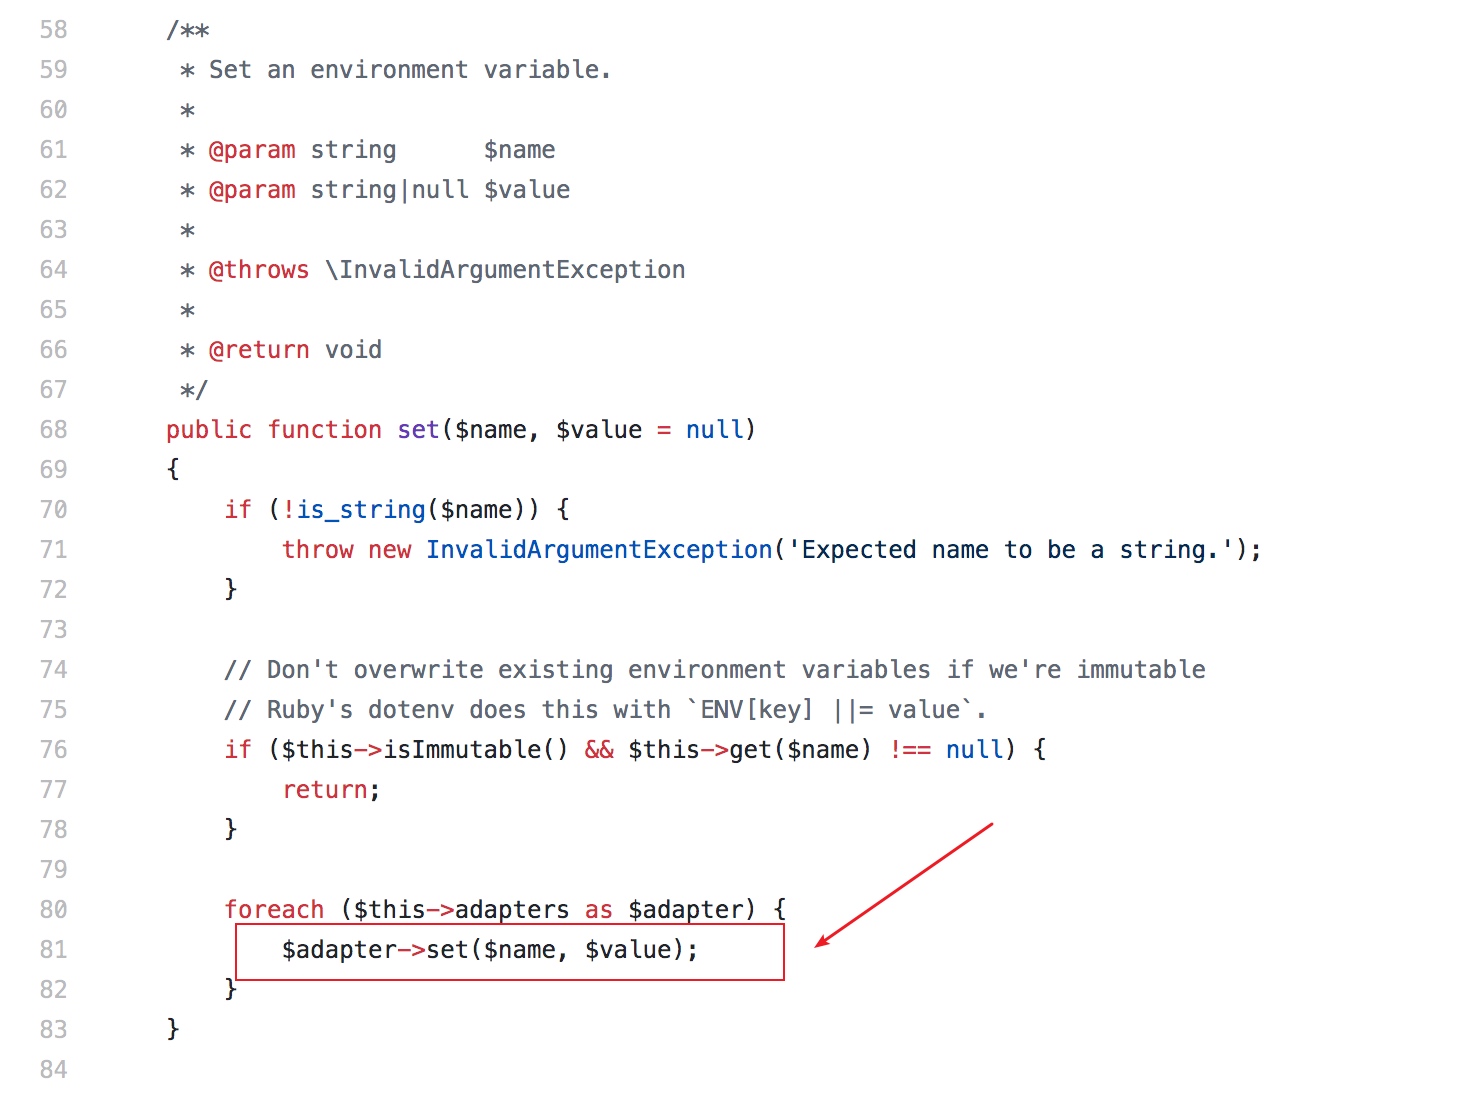 58 /**
59 * Set an environment variable.
60 *
61 * @param string      $name
62 * @param string|null $value
63 *
64 * @throws \InvalidArgumentException
65 *
66 * @return void
67 */
68 public function set($name, $value = null)
69 {
70 if (!is_string($name)) {
71 throw new InvalidArgumentException('Expected name to be a string.');
72 }
73
74 // Don't overwrite existing environment variables if we're immutable
75 // Ruby's dotenv does this with `ENV[key] ||= value`.
76 if ($this->isImmutable() && $this->get($name) !== null) {
77 return;
78 }
79
80 foreach ($this->adapters as $adapter) {
81 $adapter->set($name, $value);
82 }
83 }
84